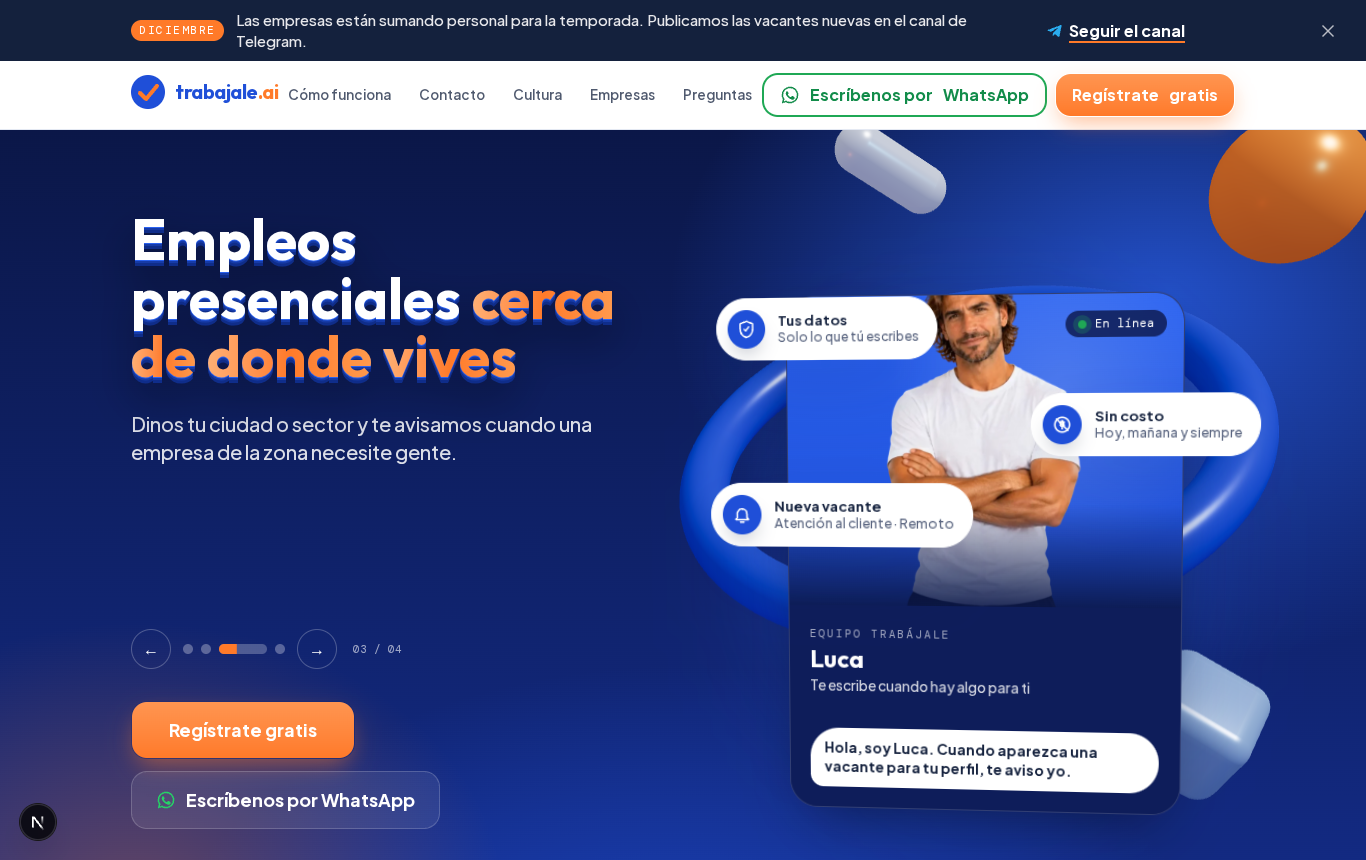 DICIEMBRE
Las empresas están sumando personal para la temporada. Publicamos las vacantes nuevas en el canal de
Telegram.
Seguir el canal
trabajale.ai
Cómo funciona
Contacto
Cultura
Empresas
Preguntas
Escríbenos por WhatsApp
Regístrate gratis
Empleos
presenciales cerca
de donde vives
Dinos tu ciudad o sector y te avisamos cuando una
empresa de la zona necesite gente.
←
→
03 / 04
Regístrate gratis
Escríbenos por WhatsApp
Tus datos
Solo lo que tú escribes
En línea
Sin costo
Hoy, mañana y siempre
Nueva vacante
Atención al cliente · Remoto
EQUIPO TRABÁJALE
Luca
Te escribe cuando hay algo para ti
Hola, soy Luca. Cuando aparezca una
vacante para tu perfil, te aviso yo.
N